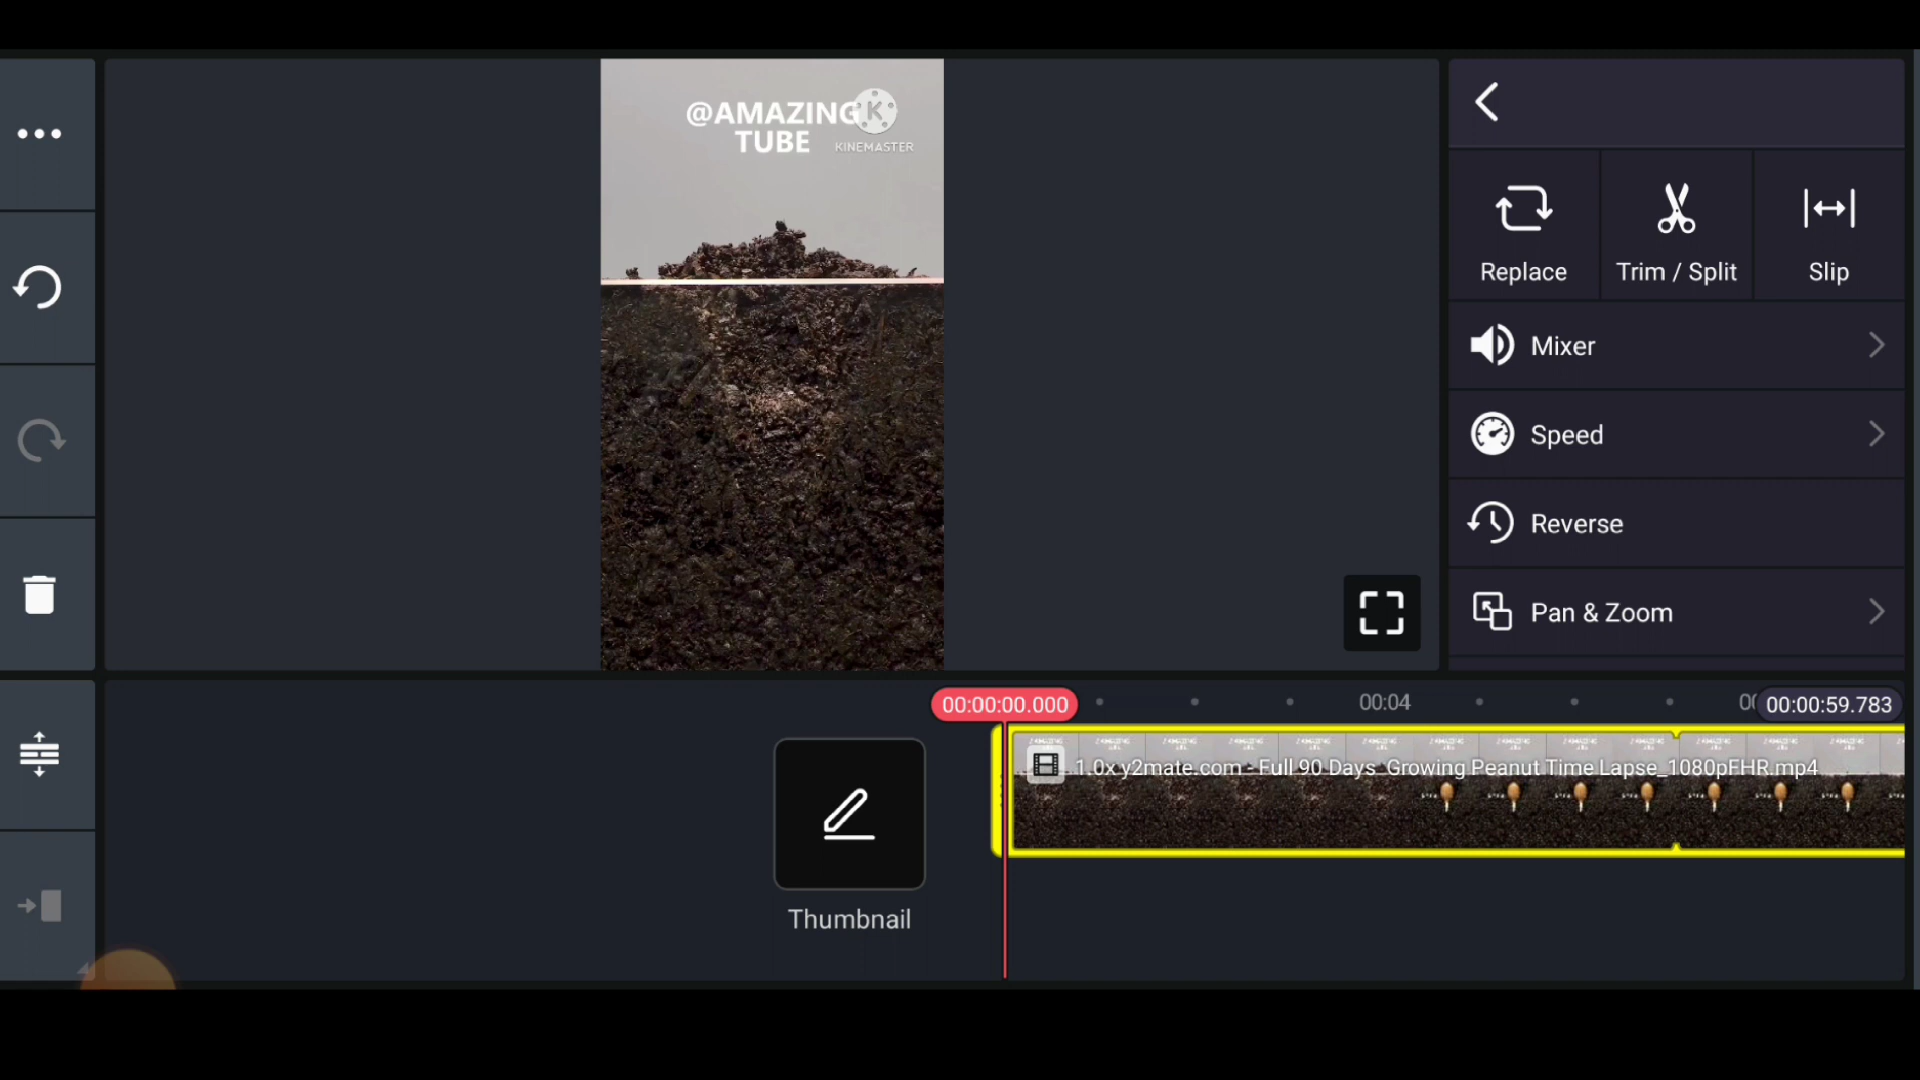 @AMAZING
TUBE
KINEMASTER
Replace
Trim / Split
Slip
Mixer
Speed
Reverse
Pan & Zoom
00:00:00.000
00:04
00:00:59.783
1.0x y2mate.com - Full 90 Days Growing Peanut Time Lapse_1080pFHR.mp4
Thumbnail